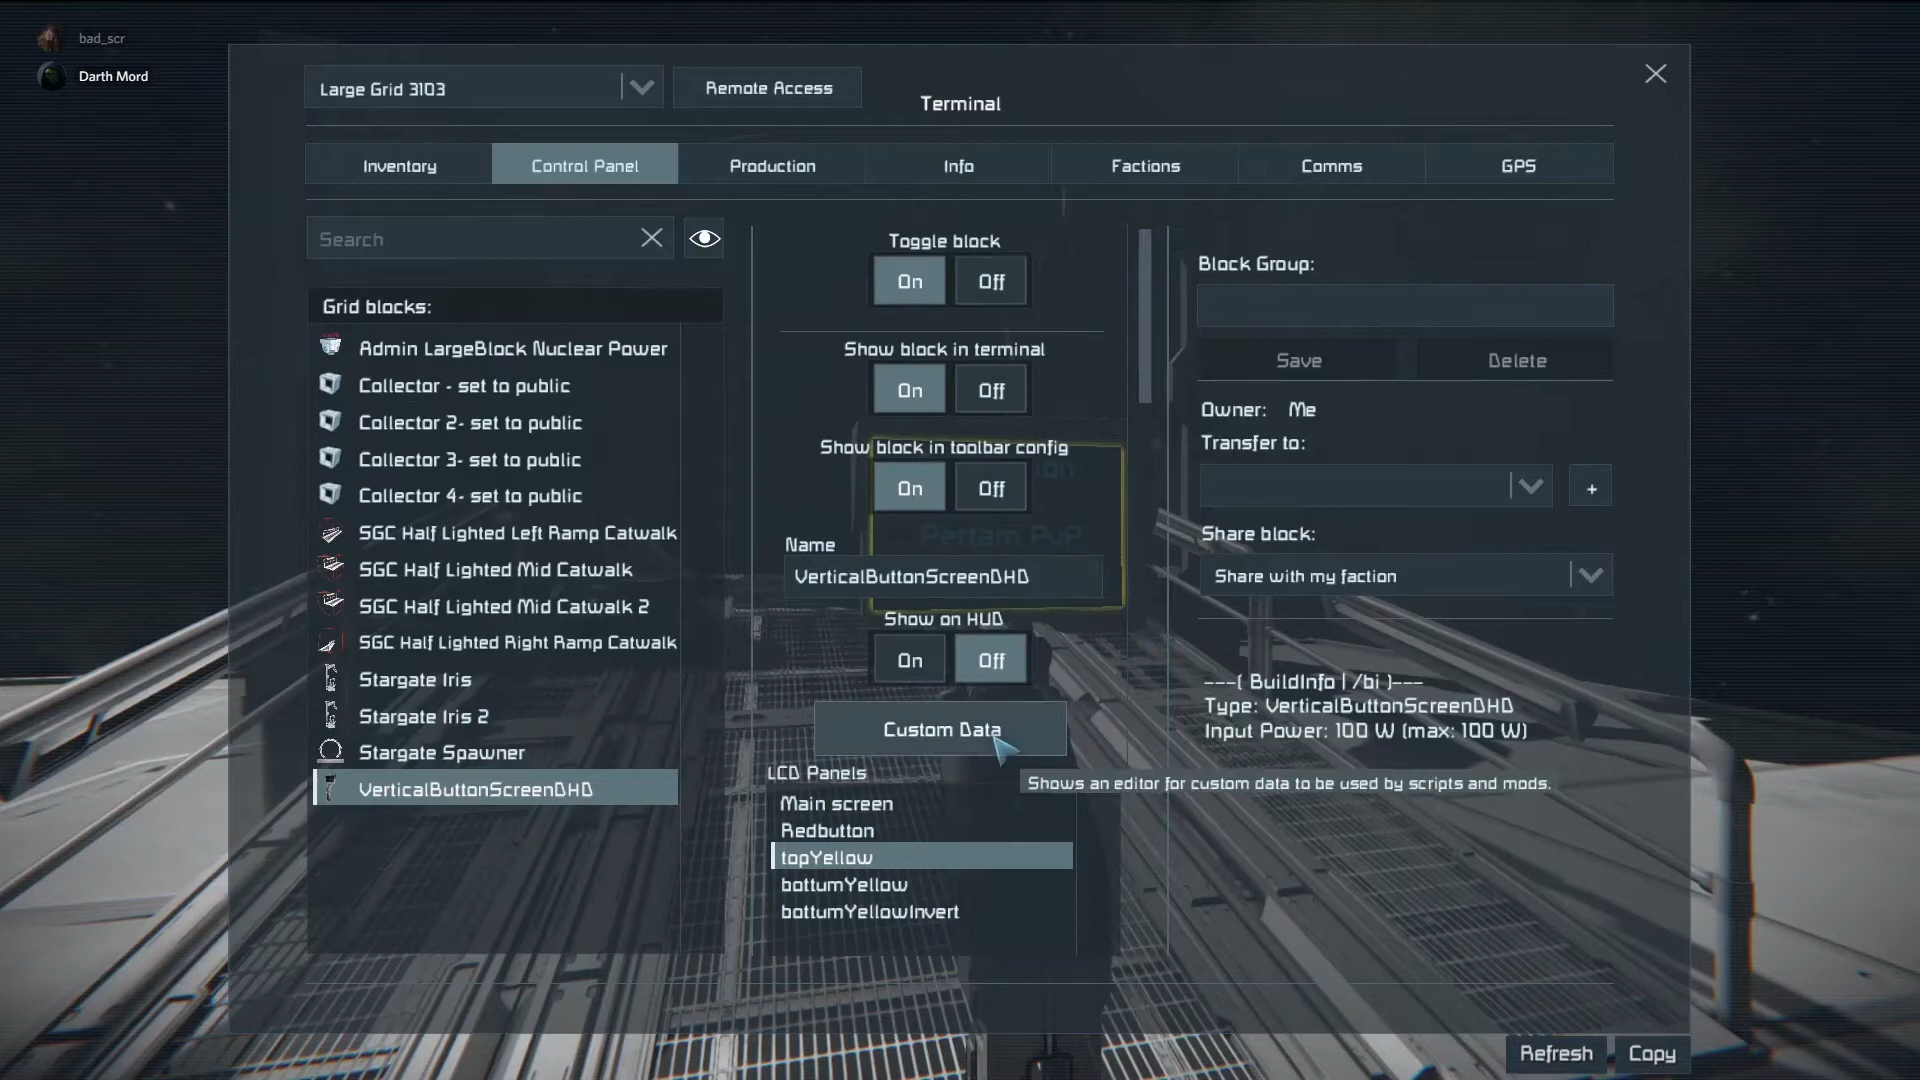 bad_scr
Darth Mord
Large Grid 3103
Remote Access
Terminal
Inventory
Control Panel
Production
Info
Factions
Comms
GPS
Search
Grid blocks:
Admin LargeBlock Nuclear Power
Collector - set to public
Collector 2- set to public
Collector 3- set to public
Collector 4- set to public
SGC Half Lighted Left Ramp Catwalk
SGC Half Lighted Mid Catwalk
SGC Half Lighted Mid Catwalk 2
SGC Half Lighted Right Ramp Catwalk
Stargate Iris
Stargate Iris 2
Stargate Spawner
VerticalButtonScreenDHD
Toggle block
On Off
Show block in terminal
On Off
Show block in toolbar config
On Off
Pertam PvP
Name
VerticalButtonScreenDHD
Show on HUD
On Off
Custom Data
Shows an editor for custom data to be used by scripts and mods.
LCD Panels
Main screen
Redbutton
topYellow
bottumYellow
bottumYellowInvert
Block Group:
Save
Delete
Owner: Me
Transfer to:
+
Share block:
Share with my faction
---( BuildInfo | /bi )---
Type: VerticalButtonScreenDHD
Input Power: 100 W (max: 100 W)
Refresh
Copy